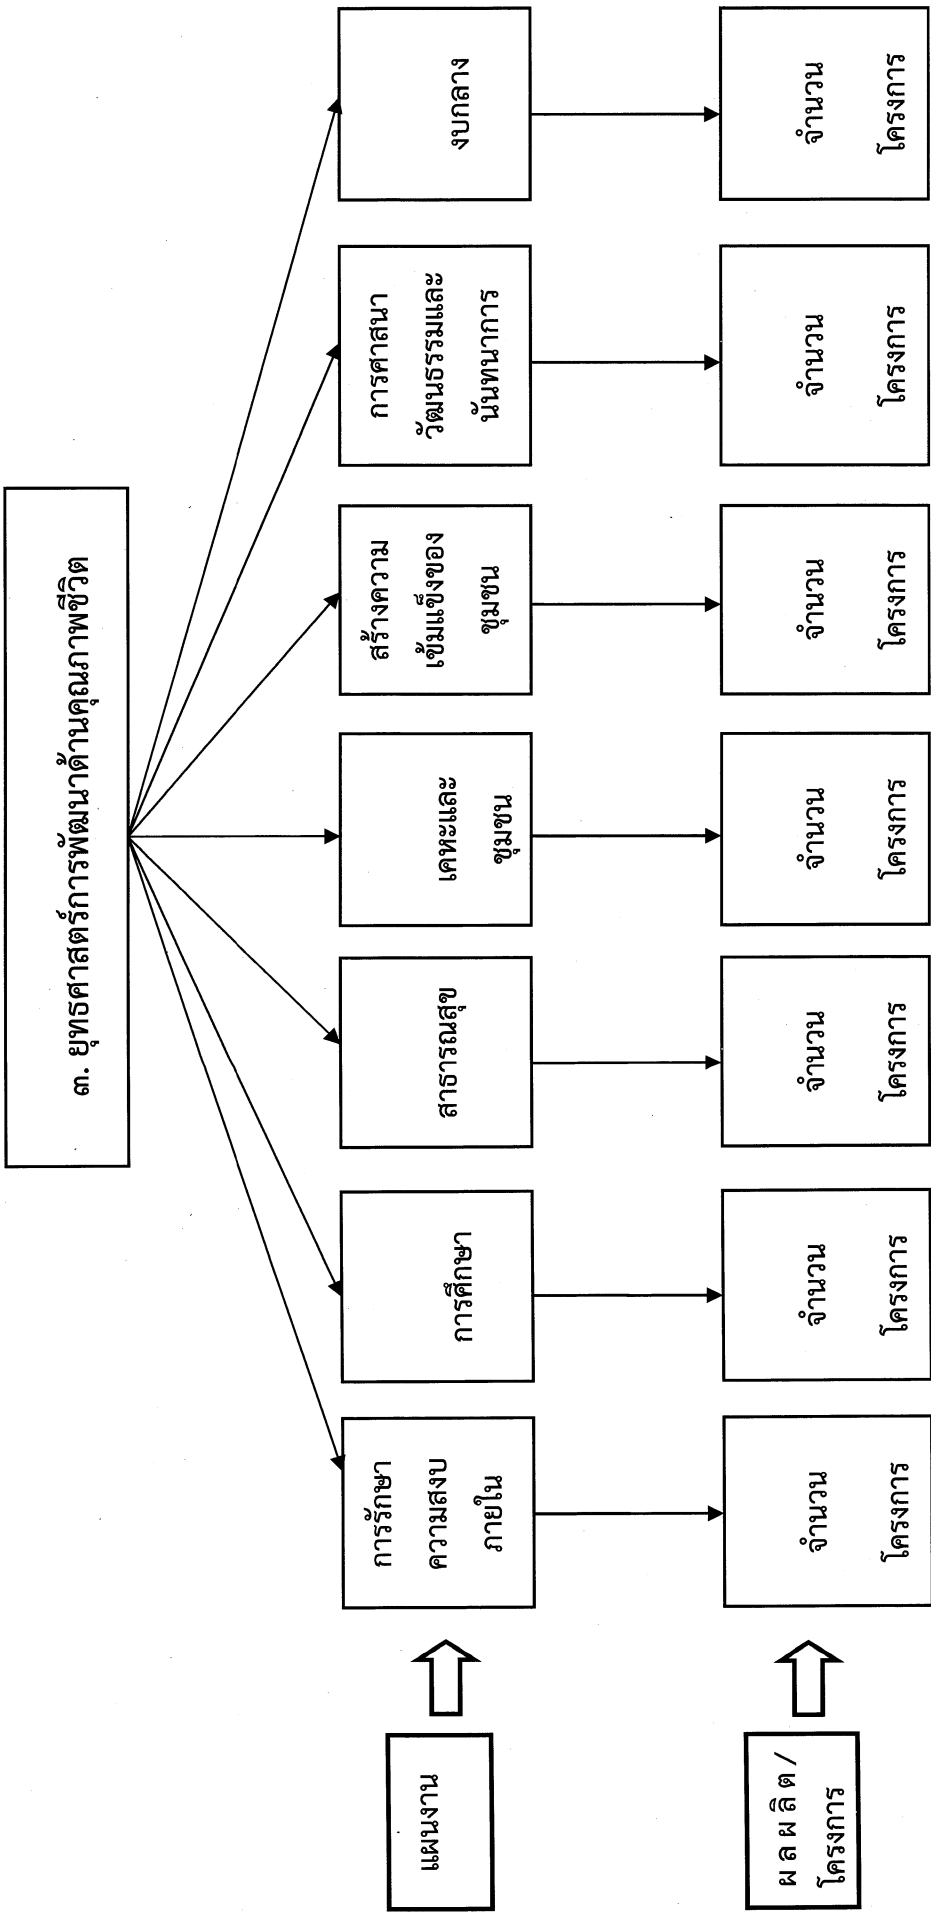 ๓. ยุทธศาสตร์การพัฒนาด้านคุณภาพชีวิต
แผนงาน
การรักษา
ความสงบ
ภายใน
การศึกษา
สาธารณสุข
เคหะและ
ชุมชน
สร้างความ
เข้มแข็งของ
ชุมชน
การศาสนา
วัฒนธรรมและ
นันทนาการ
งบกลาง
ผ ล ผ ลิ ต /
โครงการ
จำนวน
โครงการ
จำนวน
โครงการ
จำนวน
โครงการ
จำนวน
โครงการ
จำนวน
โครงการ
จำนวน
โครงการ
จำนวน
โครงการ